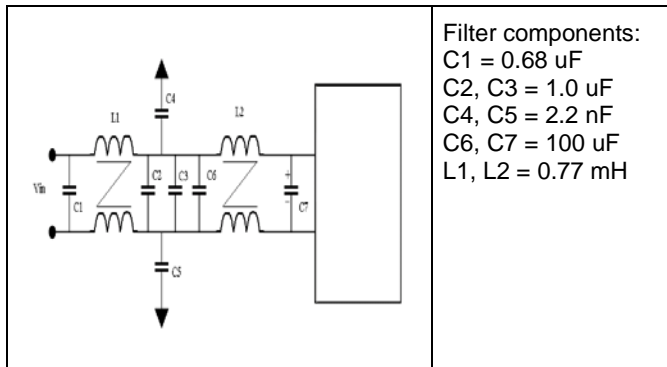 C4
L1
L2
Vin
C1
C2
C3
C6
+
-
C7
C5
Filter components:
C1 = 0.68 uF
C2, C3 = 1.0 uF
C4, C5 = 2.2 nF
C6, C7 = 100 uF
L1, L2 = 0.77 mH